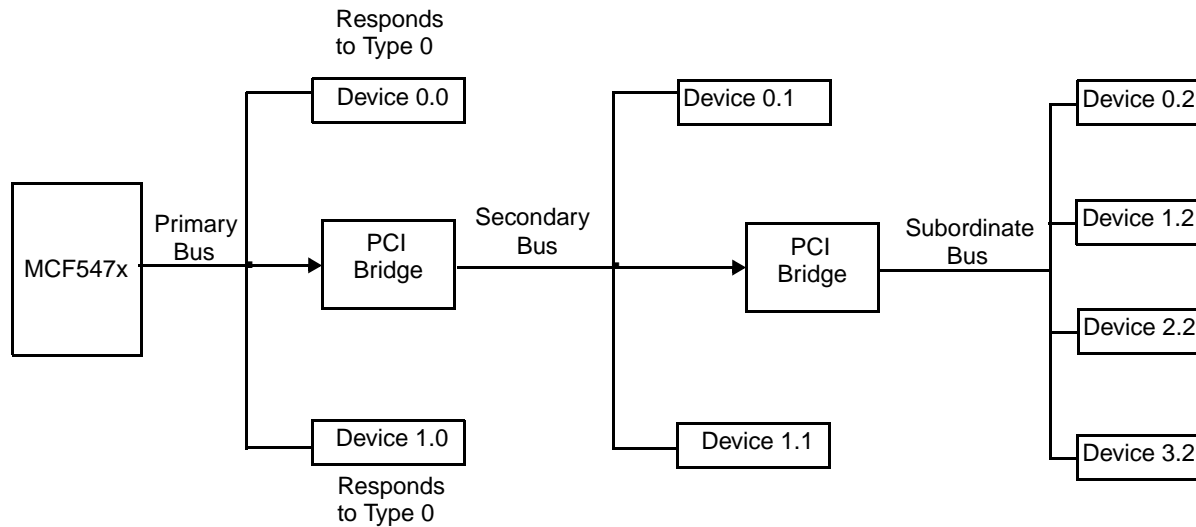 Responds
to Type 0
Device 0.0
Device 0.1
Device 0.2
MCF547x
Primary
Bus
PCI
Bridge
Secondary
Bus
PCI
Bridge
Subordinate
Bus
Device 1.2
Device 2.2
Device 1.0
Device 1.1
Device 3.2
Responds
to Type 0